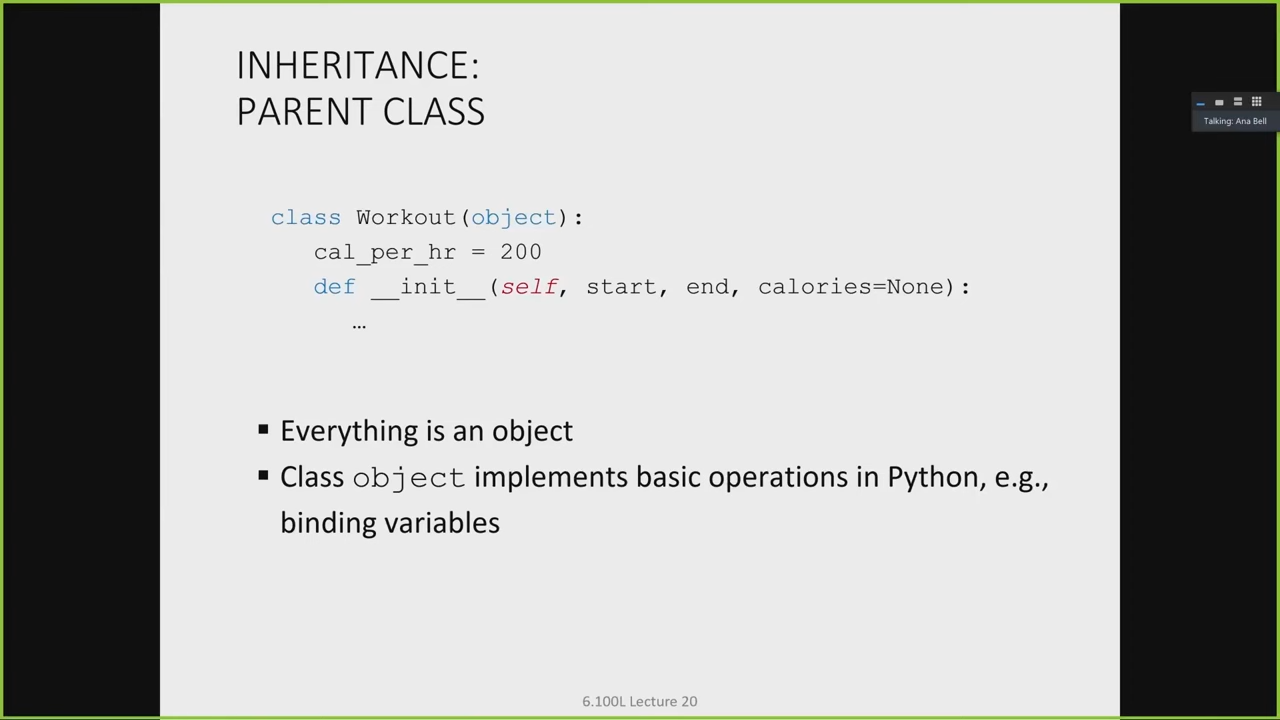 INHERITANCE:
PARENT CLASS
Talking: Ana Bell
class Workout(object):
cal_per_hr = 200
def __init__(self, start, end, calories=None):
…
▪ Everything is an object
▪ Class object implements basic operations in Python, e.g.,
binding variables
6.100L Lecture 20